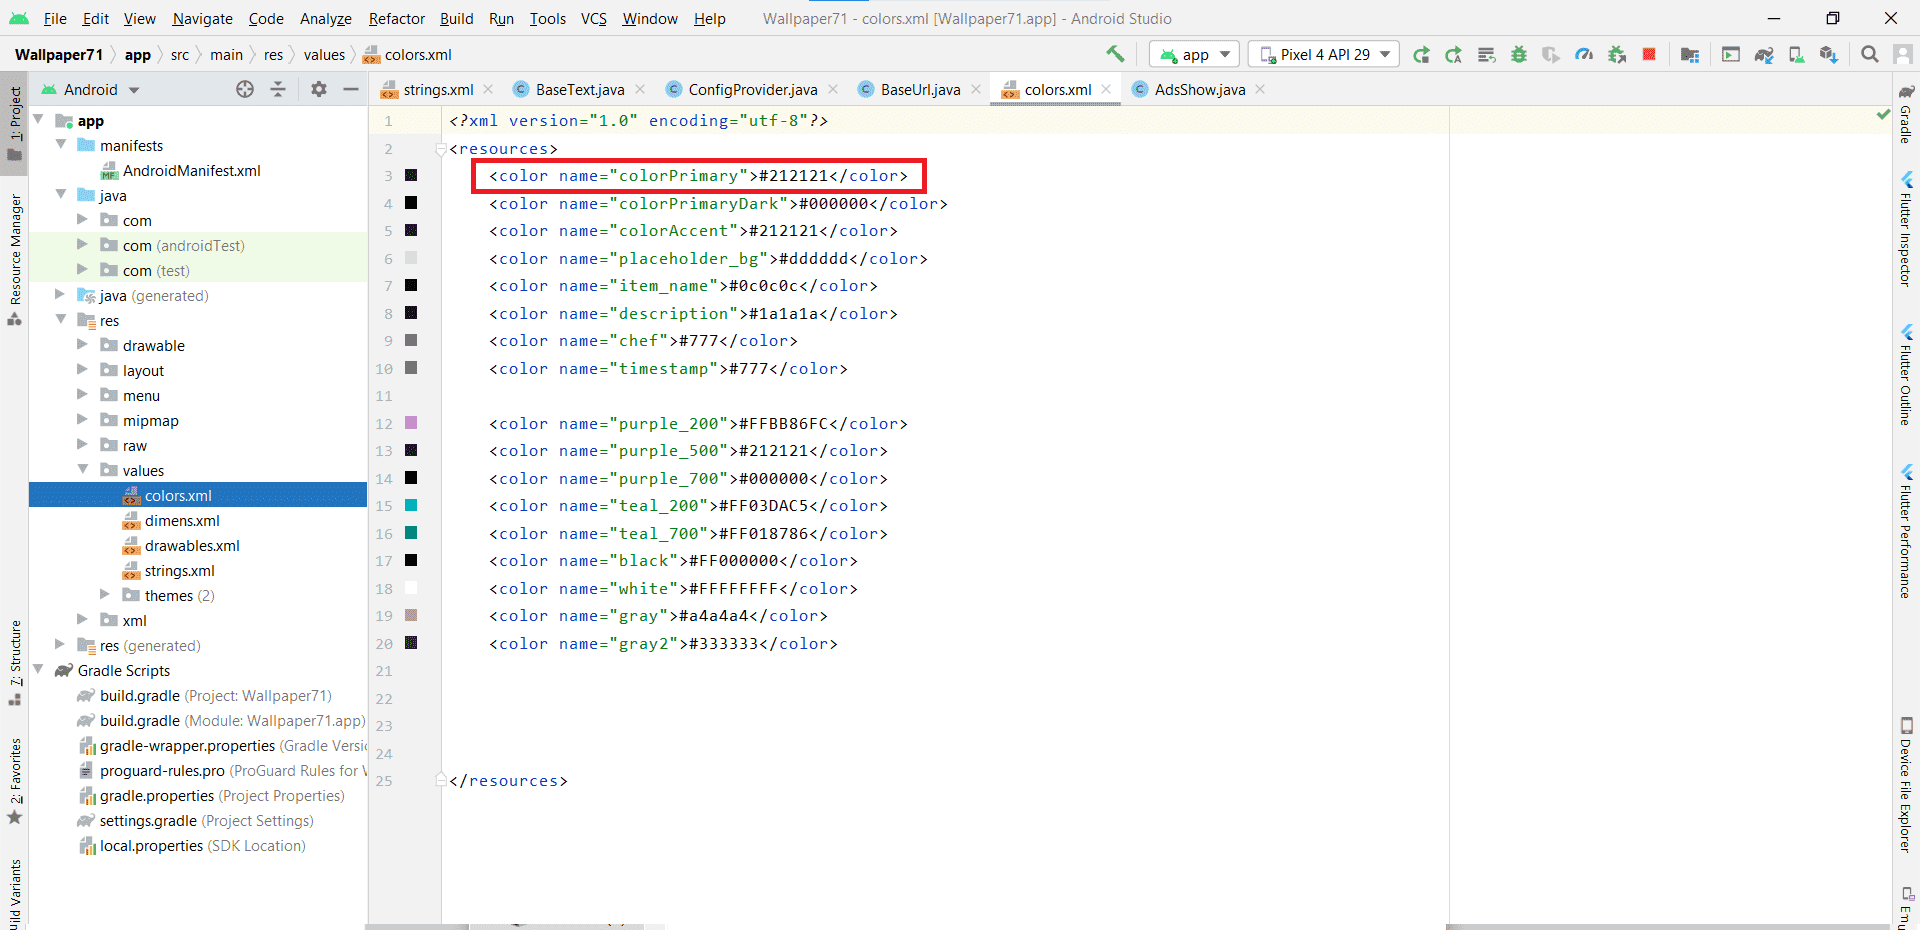 File Edit View Navigate Code Analyze Refactor Build Run Tools VCS Window Help Wallpaper71 - colors.xml [Wallpaper71.app] - Android Studio
Wallpaper71 app src main res values colors.xml app Pixel 4 API 29
Android
strings.xml BaseText.java ConfigProvider.java BaseUrl.java colors.xml AdsShow.java
1: Project
Resource Manager
7: Structure
2: Favorites
app
manifests
AndroidManifest.xml
java
com
com (androidTest)
com (test)
java (generated)
res
drawable
layout
menu
mipmap
raw
values
colors.xml
dimens.xml
drawables.xml
strings.xml
themes (2)
xml
res (generated)
Gradle Scripts
build.gradle (Project: Wallpaper71)
build.gradle (Module: Wallpaper71.app)
gradle-wrapper.properties (Gradle
proguard-rules.pro (ProGuard Rules for
gradle.properties (Project Properties)
settings.gradle (Project Settings)
local.properties (SDK Location)
1 <?xml version="1.0" encoding="utf-8"?>
2 <resources>
3 <color name="colorPrimary">#212121</color>
4 <color name="colorPrimaryDark">#000000</color>
5 <color name="colorAccent">#212121</color>
6 <color name="placeholder_bg">#dddddd</color>
7 <color name="item_name">#0c0c0c</color>
8 <color name="description">#1a1a1a</color>
9 <color name="chef">#777</color>
10 <color name="timestamp">#777</color>
11
12 <color name="purple_200">#FFBB86FC</color>
13 <color name="purple_500">#212121</color>
14 <color name="purple_700">#000000</color>
15 <color name="teal_200">#FF03DAC5</color>
16 <color name="teal_700">#FF018786</color>
17 <color name="black">#FF000000</color>
18 <color name="white">#FFFFFFFF</color>
19 <color name="gray">#a4a4a4</color>
20 <color name="gray2">#333333</color>
21
22
23
24
25 </resources>
Gradle
Flutter Inspector
Flutter Outline
Flutter Performance
Device File Explorer